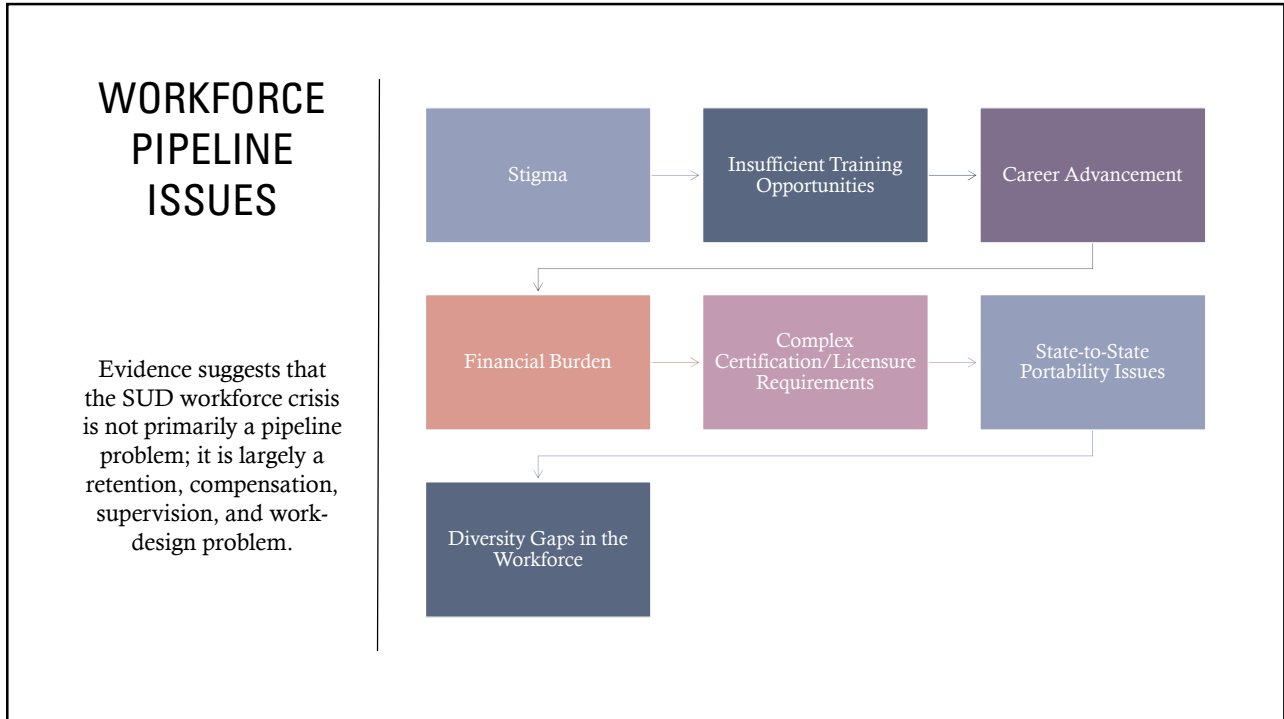 WORKFORCE
PIPELINE
ISSUES
Evidence suggests that
the SUD workforce crisis
is not primarily a pipeline
problem; it is largely a
retention, compensation,
supervision, and work-
design problem.
Stigma
Insufficient Training
Opportunities
Career Advancement
Financial Burden
Complex
Certification/Licensure
Requirements
State-to-State
Portability Issues
Diversity Gaps in the
Workforce